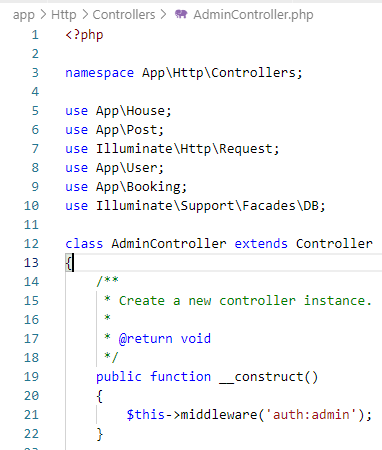 app > Http > Controllers > AdminController.php
1 <?php
2
3 namespace App\Http\Controllers;
4
5 use App\House;
6 use App\Post;
7 use Illuminate\Http\Request;
8 use App\User;
9 use App\Booking;
10 use Illuminate\Support\Facades\DB;
11
12 class AdminController extends Controller
13 {
14     /**
15      * Create a new controller instance.
16      *
17      * @return void
18      */
19     public function __construct()
20     {
21         $this->middleware('auth:admin');
22     }